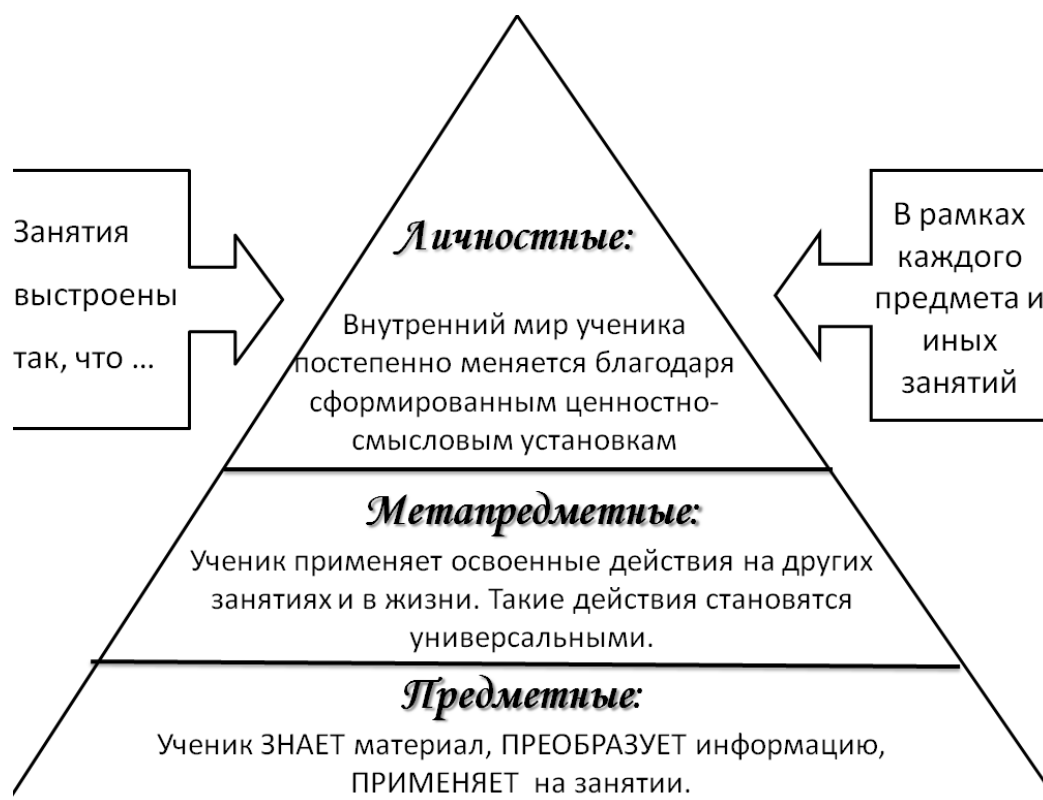 Занятия
выстроены
так, что ...
В рамках
каждого
предмета и
иных
занятий
Личностные:
Внутренний мир ученика
постепенно меняется благодаря
сформированным ценностно-
смысловым установкам
Метапредметные:
Ученик применяет освоенные действия на других
занятиях и в жизни. Такие действия становятся
универсальными.
Предметные:
Ученик ЗНАЕТ материал, ПРЕОБРАЗУЕТ информацию,
ПРИМЕНЯЕТ на занятии.